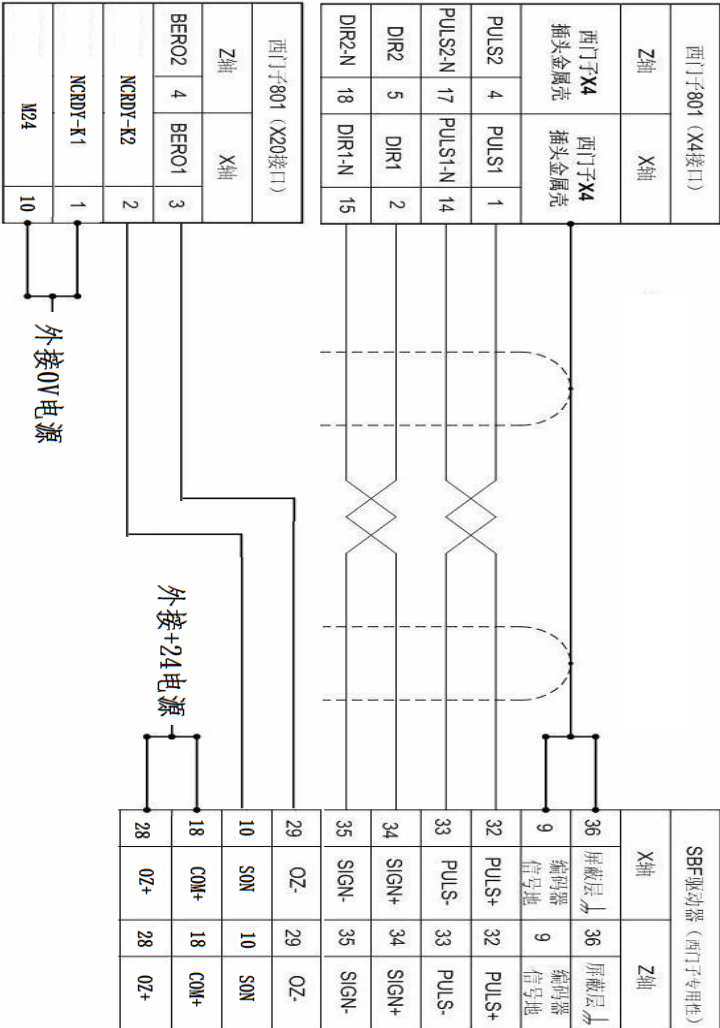 西门子801（X4接口）
Z轴 X轴
西门子X4 西门子X4
插头金属壳 插头金属壳
PULS2 4 PULS1 1
PULS2-N 17 PULS1-N 14
DIR2 5 DIR1 2
DIR2-N 18 DIR1-N 15
西门子801（X20接口）
Z轴 X轴
BERO2 4 BERO1 3
NCRDY-K2 2
NCRDY-K1 1
M24 10
外接0V电源
外接+24电源
SBF驱动器（西门子专用性）
X轴 Z轴
36 屏蔽层 36 屏蔽层
9 编码器信号地 9 编码器信号地
32 PULS+ 32 PULS+
33 PULS- 33 PULS-
34 SIGN+ 34 SIGN+
35 SIGN- 35 SIGN-
29 OZ- 29 OZ-
10 SON 10 SON
18 COM+ 18 COM+
28 OZ+ 28 OZ+